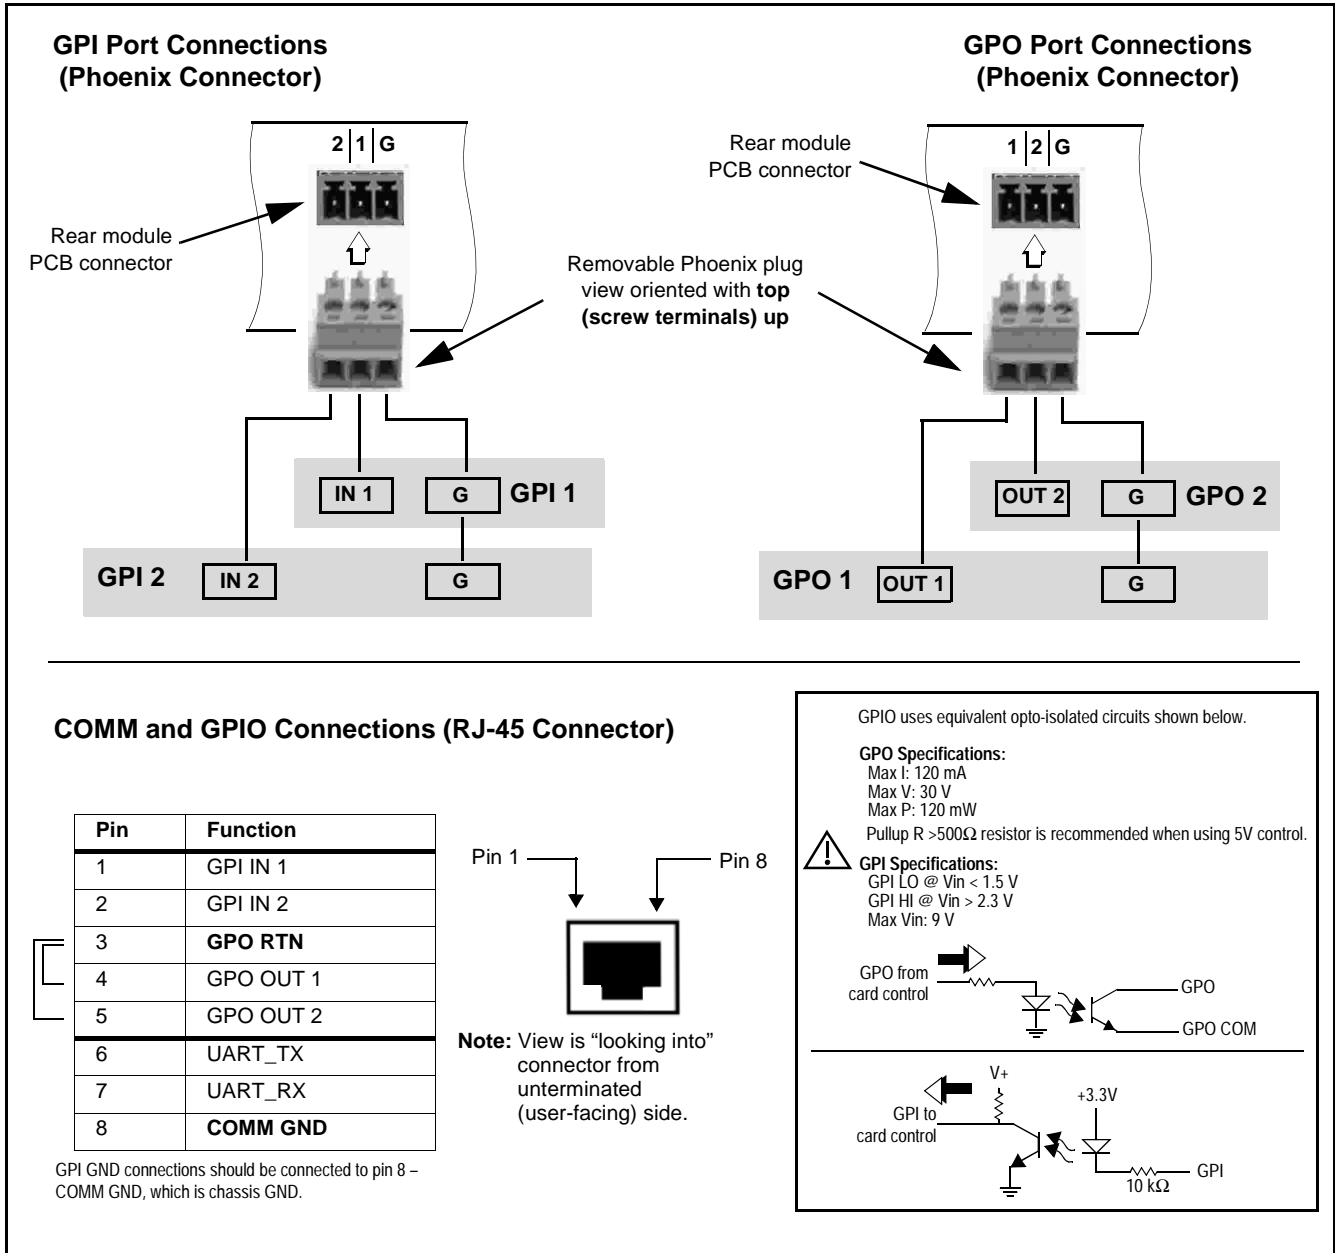 GPI Port Connections
(Phoenix Connector)
GPO Port Connections
(Phoenix Connector)
2 | 1 | G
Rear module
PCB connector
Rear module
PCB connector
1 | 2 | G
Removable Phoenix plug
view oriented with top
(screw terminals) up
IN 1
G
GPI 1
GPI 2
IN 2
G
OUT 2
G
GPO 2
GPO 1
OUT 1
G
COMM and GPIO Connections (RJ-45 Connector)
Pin Function
1 GPI IN 1
2 GPI IN 2
3 GPO RTN
4 GPO OUT 1
5 GPO OUT 2
6 UART_TX
7 UART_RX
8 COMM GND
GPI GND connections should be connected to pin 8 –
COMM GND, which is chassis GND.
Pin 1
Pin 8
Note: View is “looking into”
connector from
unterminated
(user-facing) side.
GPIO uses equivalent opto-isolated circuits shown below.
GPO Specifications:
Max I: 120 mA
Max V: 30 V
Max P: 120 mW
Pullup R >500Ω resistor is recommended when using 5V control.
GPI Specifications:
GPI LO @ Vin < 1.5 V
GPI HI @ Vin > 2.3 V
Max Vin: 9 V
GPO from
card control
GPO
GPO COM
V+
+3.3V
GPI to
card control
GPI
10 kΩ